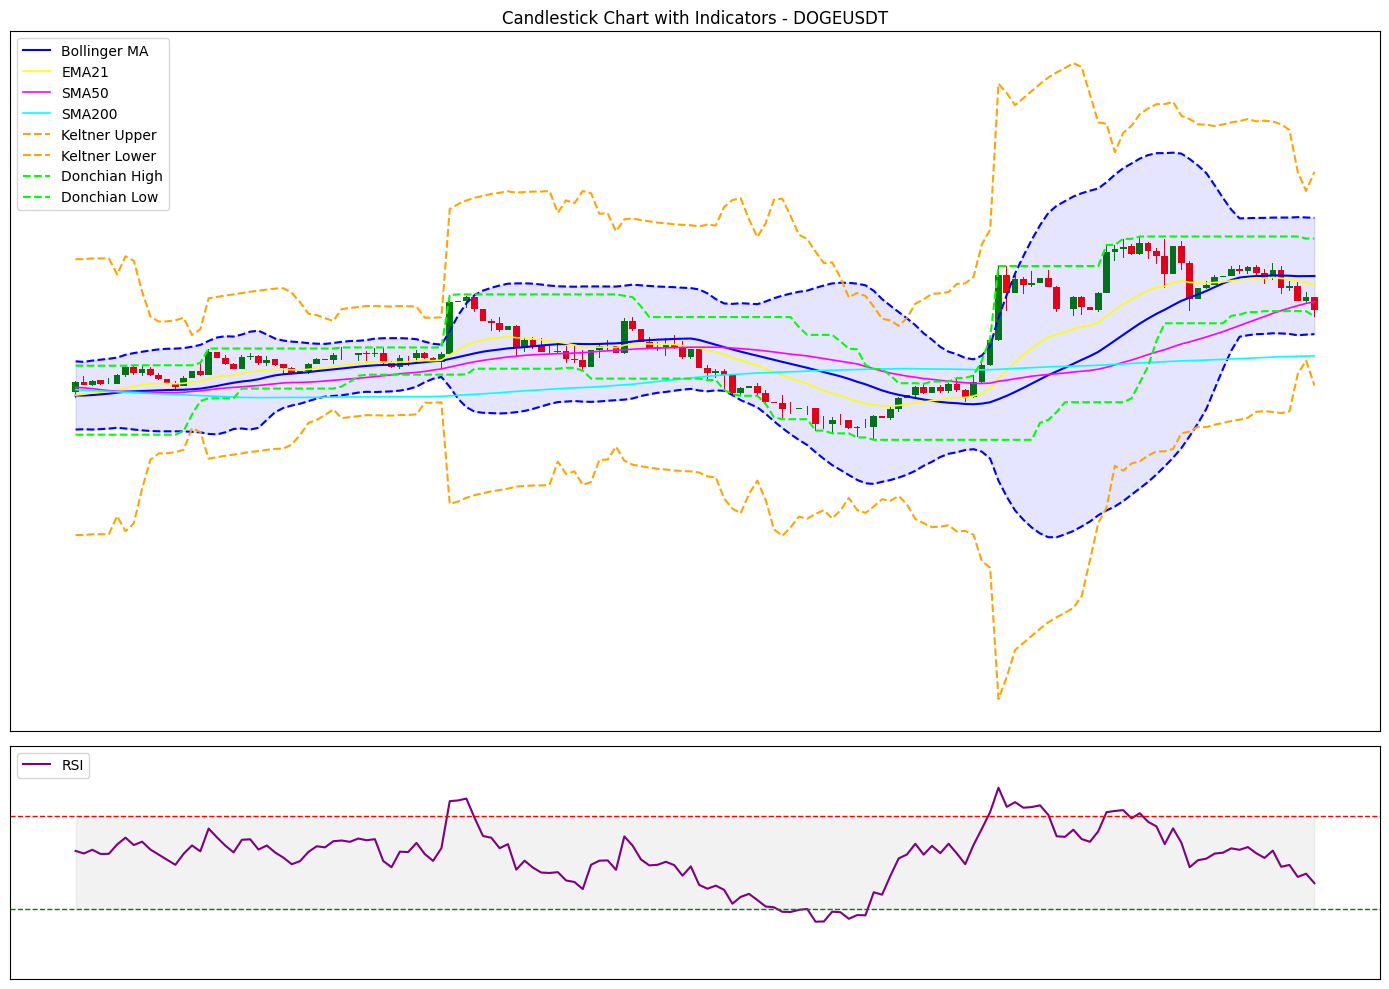 Candlestick Chart with Indicators - DOGEUSDT
Bollinger MA
EMA21
SMA50
SMA200
Keltner Upper
Keltner Lower
Donchian High
Donchian Low
RSI